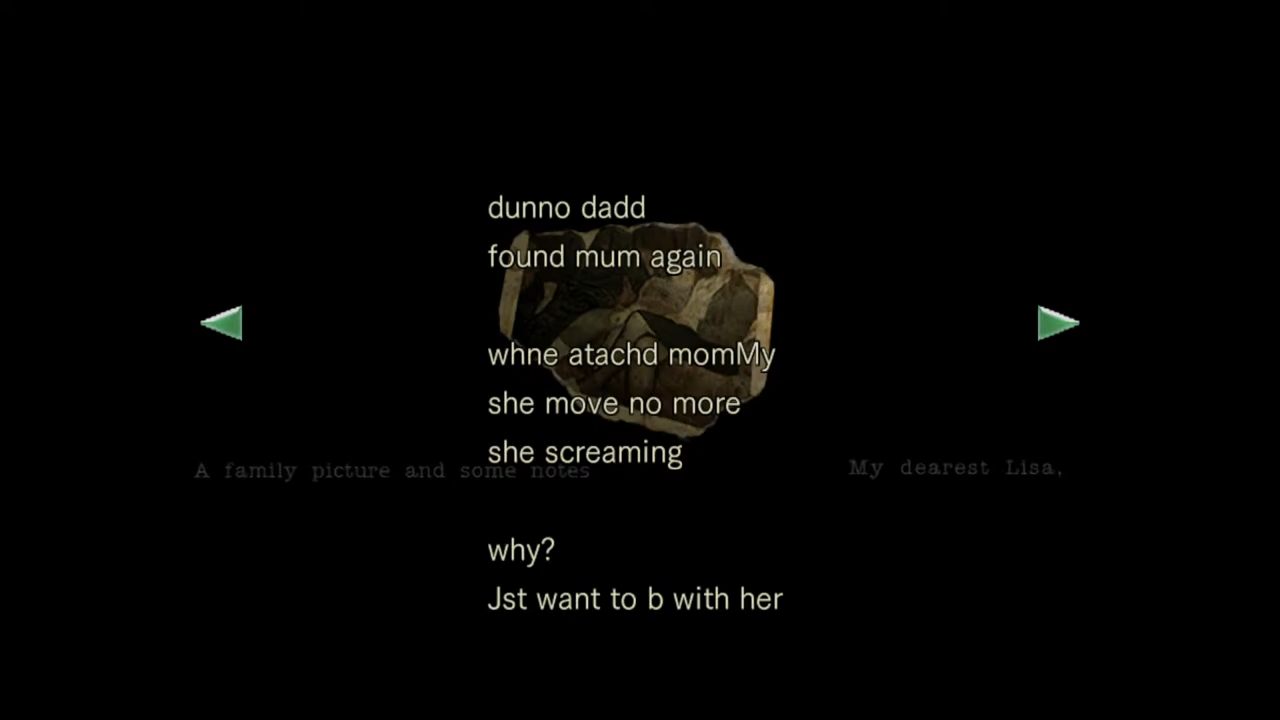 dunno dadd
found mum again
whne atachd momMy
she move no more
she screaming
A family picture and some notes
My dearest Lisa,
why?
Jst want to b with her